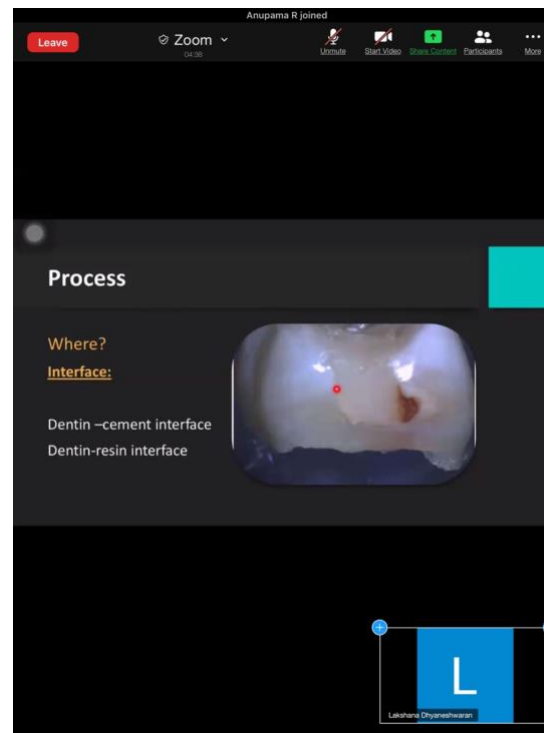 Anupama R joined
Leave
Zoom
04:38
Unmute
Start Video
Share Content
Participants
More
Process
Where?
Interface:
Dentin –cement interface
Dentin-resin interface
L
Lakshana Dhyaneshwaran